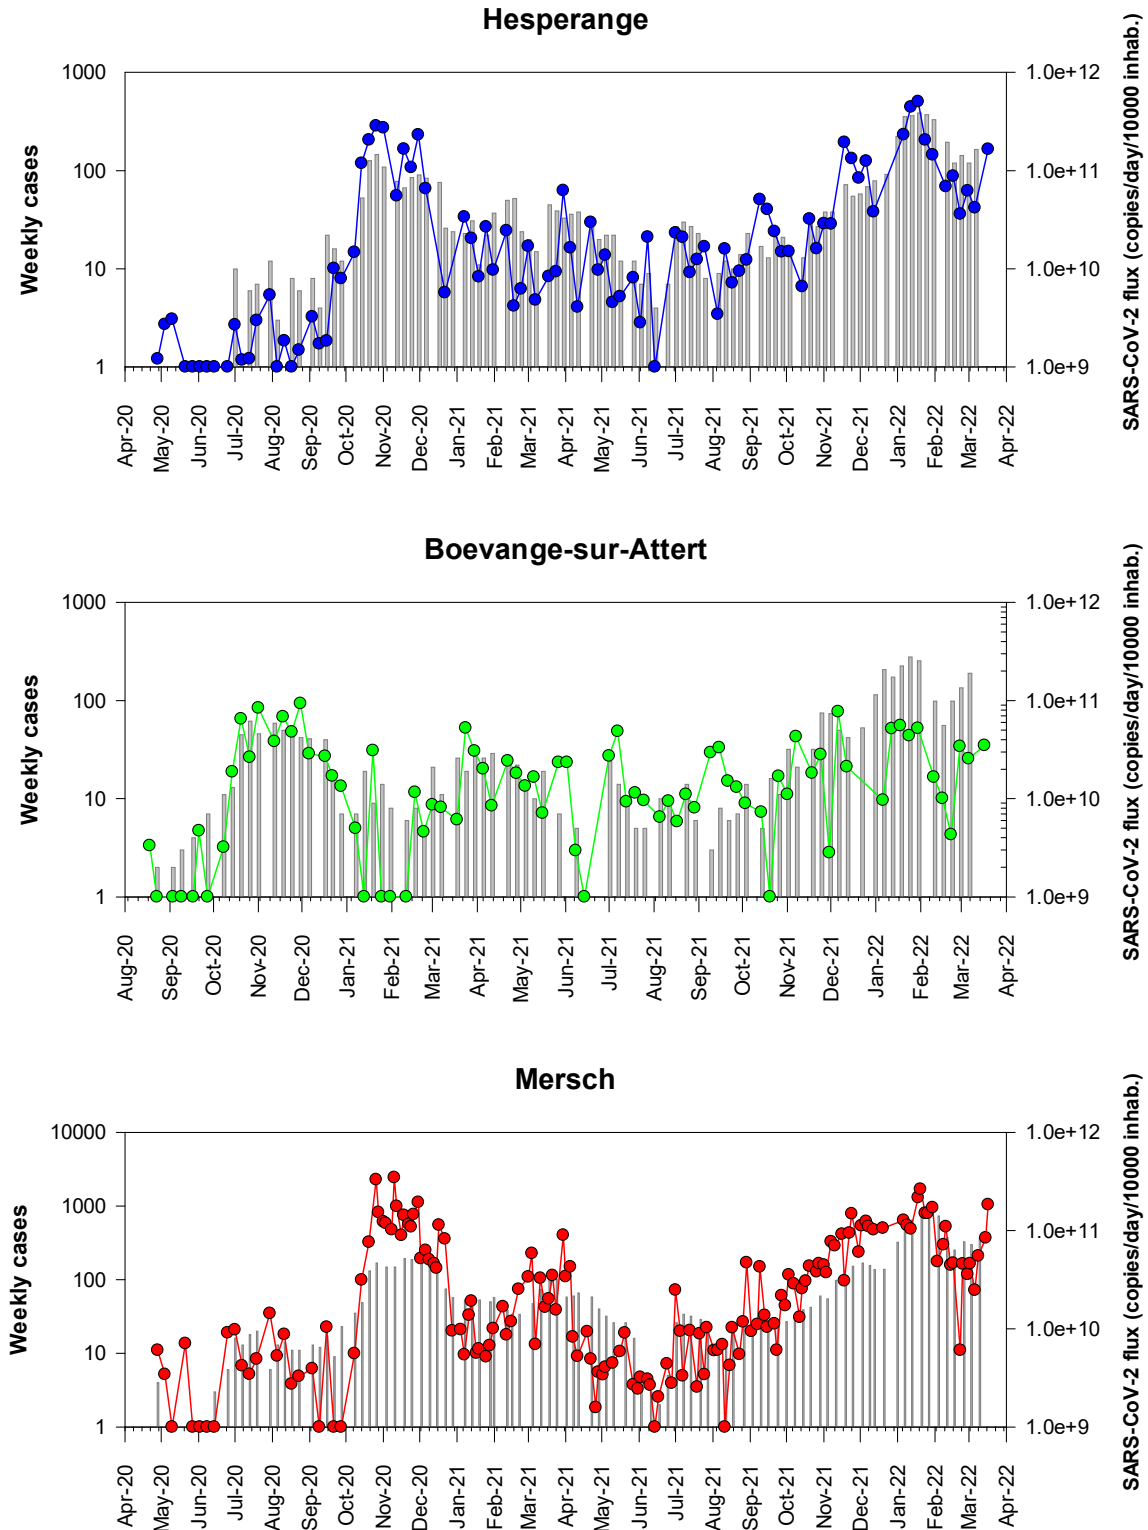 Hesperange
Weekly cases
1000
100
10
1
1.0e+12
1.0e+11
1.0e+10
1.0e+9
SARS-CoV-2 flux (copies/day/10000 inhab.)
Apr-20
May-20
Jun-20
Jul-20
Aug-20
Sep-20
Oct-20
Nov-20
Dec-20
Jan-21
Feb-21
Mar-21
Apr-21
May-21
Jun-21
Jul-21
Aug-21
Sep-21
Oct-21
Nov-21
Dec-21
Jan-22
Feb-22
Mar-22
Apr-22
Boevange-sur-Attert
Weekly cases
1000
100
10
1
1.0e+12
1.0e+11
1.0e+10
1.0e+9
SARS-CoV-2 flux (copies/day/10000 inhab.)
Aug-20
Sep-20
Oct-20
Nov-20
Dec-20
Jan-21
Feb-21
Mar-21
Apr-21
May-21
Jun-21
Jul-21
Aug-21
Sep-21
Oct-21
Nov-21
Dec-21
Jan-22
Feb-22
Mar-22
Apr-22
Mersch
Weekly cases
10000
1000
100
10
1
1.0e+12
1.0e+11
1.0e+10
1.0e+9
SARS-CoV-2 flux (copies/day/10000 inhab.)
Apr-20
May-20
Jun-20
Jul-20
Aug-20
Sep-20
Oct-20
Nov-20
Dec-20
Jan-21
Feb-21
Mar-21
Apr-21
May-21
Jun-21
Jul-21
Aug-21
Sep-21
Oct-21
Nov-21
Dec-21
Jan-22
Feb-22
Mar-22
Apr-22